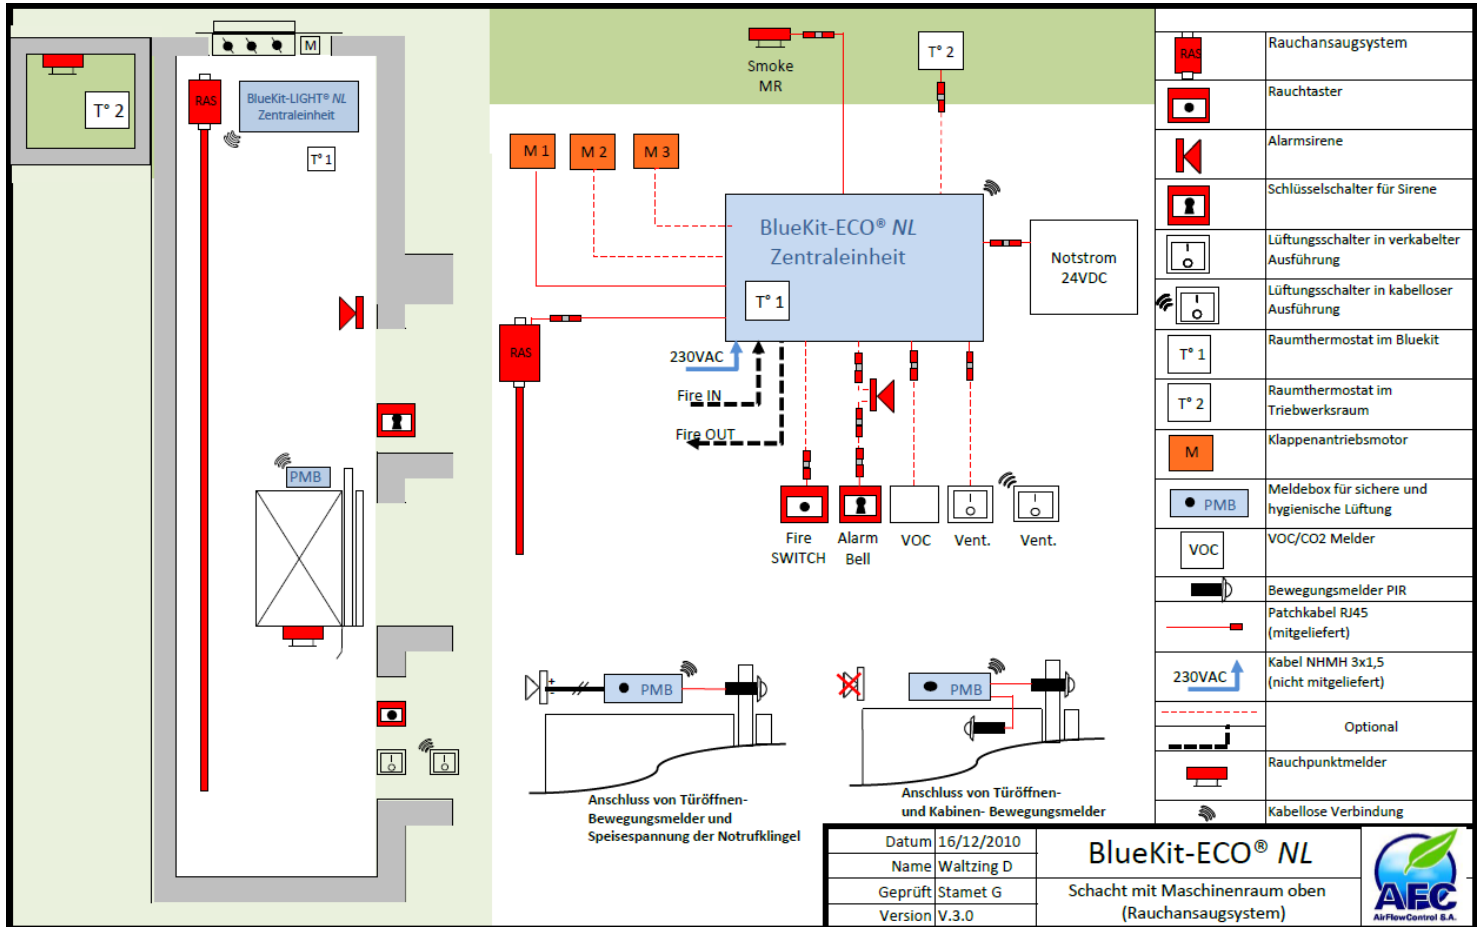 T° 2
M
RAS
BlueKit-LIGHT® NL
Zentraleinheit
T° 1
PMB
Smoke
MR
T° 2
M 1
M 2
M 3
BlueKit-ECO® NL
Zentraleinheit
T° 1
Notstrom
24VDC
RAS
230VAC
Fire IN
Fire OUT
Fire
SWITCH
Alarm
Bell
VOC
Vent.
Vent.
+
-
PMB
Anschluss von Türöffnen-
Bewegungsmelder und
Speisespannung der Notrufklingel
PMB
Anschluss von Türöffnen-
und Kabinen- Bewegungsmelder
RAS
Rauchansaugsystem
Rauchtaster
Alarmsirene
Schlüsselschalter für Sirene
Lüftungsschalter in verkabelter
Ausführung
Lüftungsschalter in kabelloser
Ausführung
T° 1
Raumthermostat im Bluekit
T° 2
Raumthermostat im
Triebwerksraum
M
Klappenantriebsmotor
PMB
Meldebox für sichere und
hygienische Lüftung
VOC
VOC/CO2 Melder
Bewegungsmelder PIR
Patchkabel RJ45
(mitgeliefert)
230VAC
Kabel NHMH 3x1,5
(nicht mitgeliefert)
Optional
Rauchpunktmelder
Kabellose Verbindung
Datum 16/12/2010
Name Waltzing D
Geprüft Stamet G
Version V.3.0
BlueKit-ECO® NL
Schacht mit Maschinenraum oben
(Rauchansaugsystem)
AFC
AirFlowControl S.A.